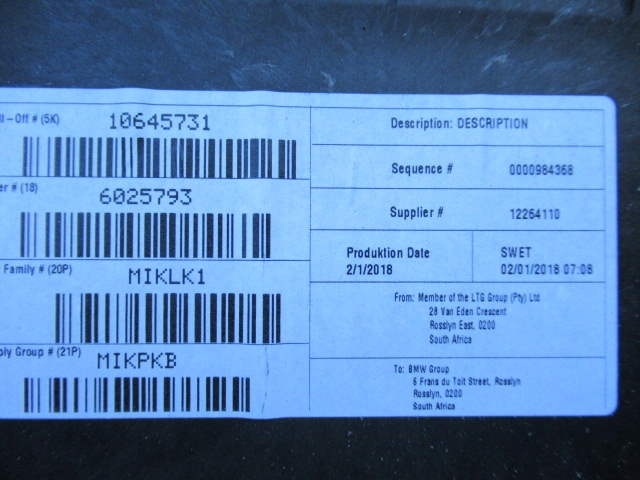 ll-Off # (5K) 10645731
er # (18)
6025793
Family # (20P)
MIKLK1
ply Group # (21P) MIKPKB
Description: DESCRIPTION
Sequence # 0000984368
Supplier # 12264110
Produktion Date
2/1/2018
SWET
02/01/2018 07:08
From: Member of the LTG Group (Pty) Ltd
28 Van Eden Crescent
Rosslyn East, 0200
South Africa
To: BMW Group
6 Frans du Toit Street, Rosslyn
Rosslyn, 0200
South Africa